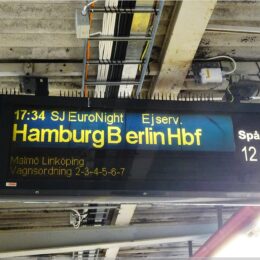 17:34 SJ EuroNight Ej serv.
Hamburg Berlin Hbf
Spå
12
Malmö Linköping
Vagnsordning 2-3-4-5-6-7